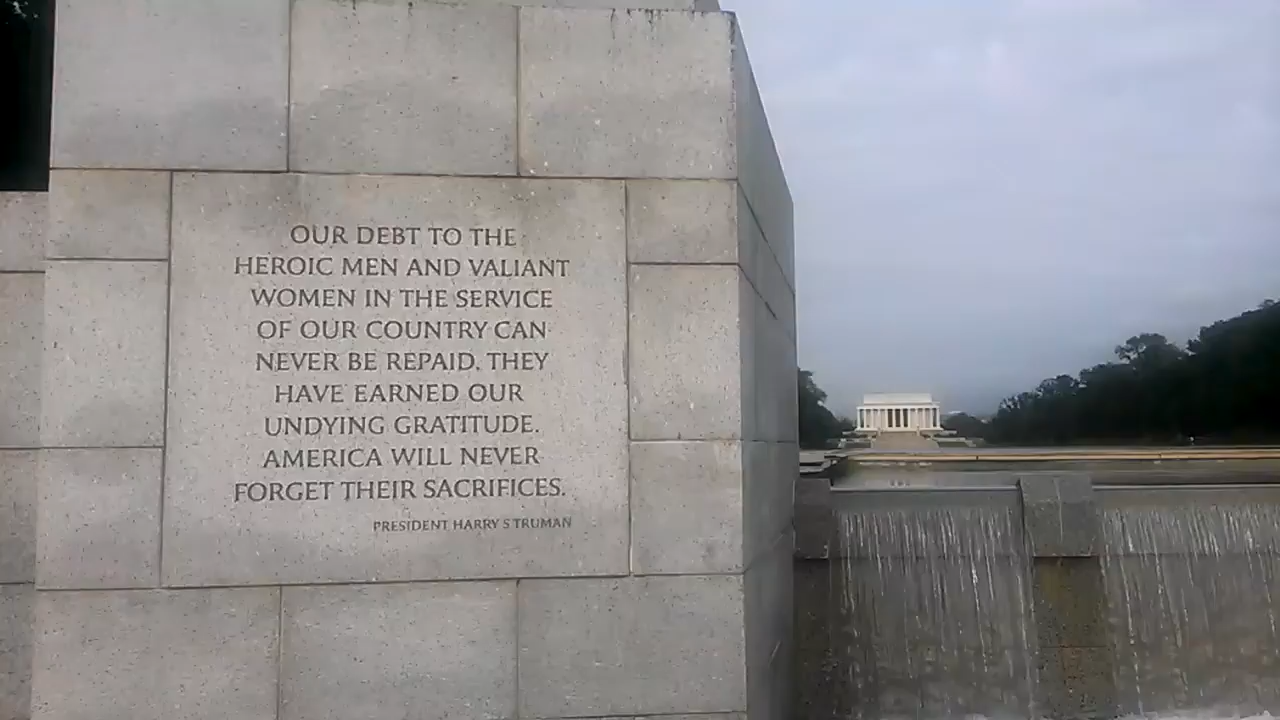 OUR DEBT TO THE
HEROIC MEN AND VALIANT
WOMEN IN THE SERVICE
OF OUR COUNTRY CAN
NEVER BE REPAID. THEY
HAVE EARNED OUR
UNDYING GRATITUDE.
AMERICA WILL NEVER
FORGET THEIR SACRIFICES.
PRESIDENT HARRY S TRUMAN